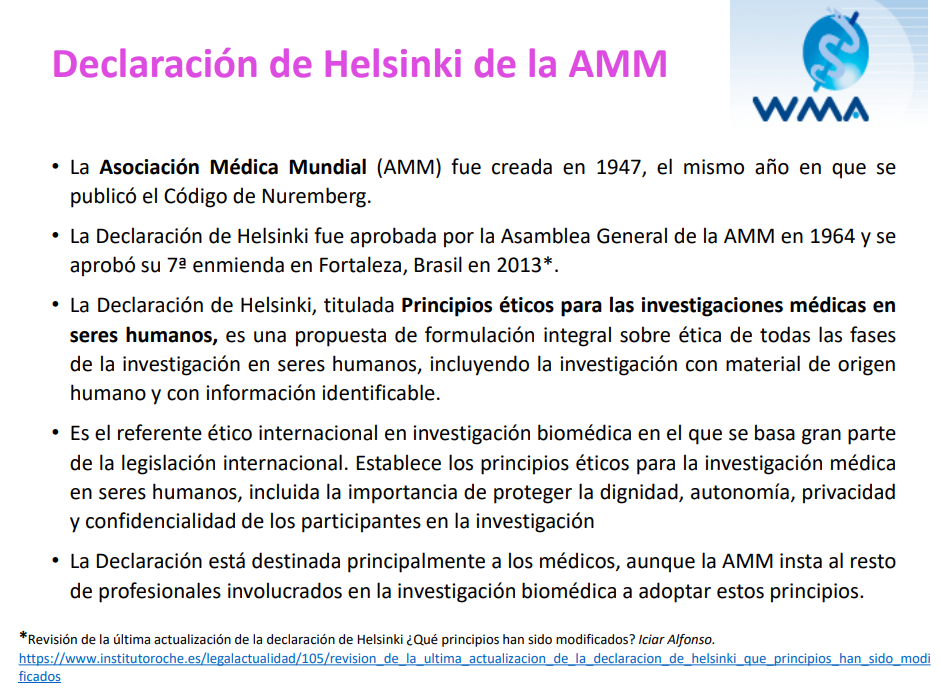 Declaración de Helsinki de la AMM
WMA
• La Asociación Médica Mundial (AMM) fue creada en 1947, el mismo año en que se
publicó el Código de Nuremberg.
• La Declaración de Helsinki fue aprobada por la Asamblea General de la AMM en 1964 y se
aprobó su 7ª enmienda en Fortaleza, Brasil en 2013*.
• La Declaración de Helsinki, titulada Principios éticos para las investigaciones médicas en
seres humanos, es una propuesta de formulación integral sobre ética de todas las fases
de la investigación en seres humanos, incluyendo la investigación con material de origen
humano y con información identificable.
• Es el referente ético internacional en investigación biomédica en el que se basa gran parte
de la legislación internacional. Establece los principios éticos para la investigación médica
en seres humanos, incluida la importancia de proteger la dignidad, autonomía, privacidad
y confidencialidad de los participantes en la investigación
• La Declaración está destinada principalmente a los médicos, aunque la AMM insta al resto
de profesionales involucrados en la investigación biomédica a adoptar estos principios.
*Revisión de la última actualización de la declaración de Helsinki ¿Qué principios han sido modificados? Iciar Alfonso.
https://www.institutoroche.es/legalactualidad/105/revision_de_la_ultima_actualizacion_de_la_declaracion_de_helsinki_que_principios_han_sido_modi
ficados